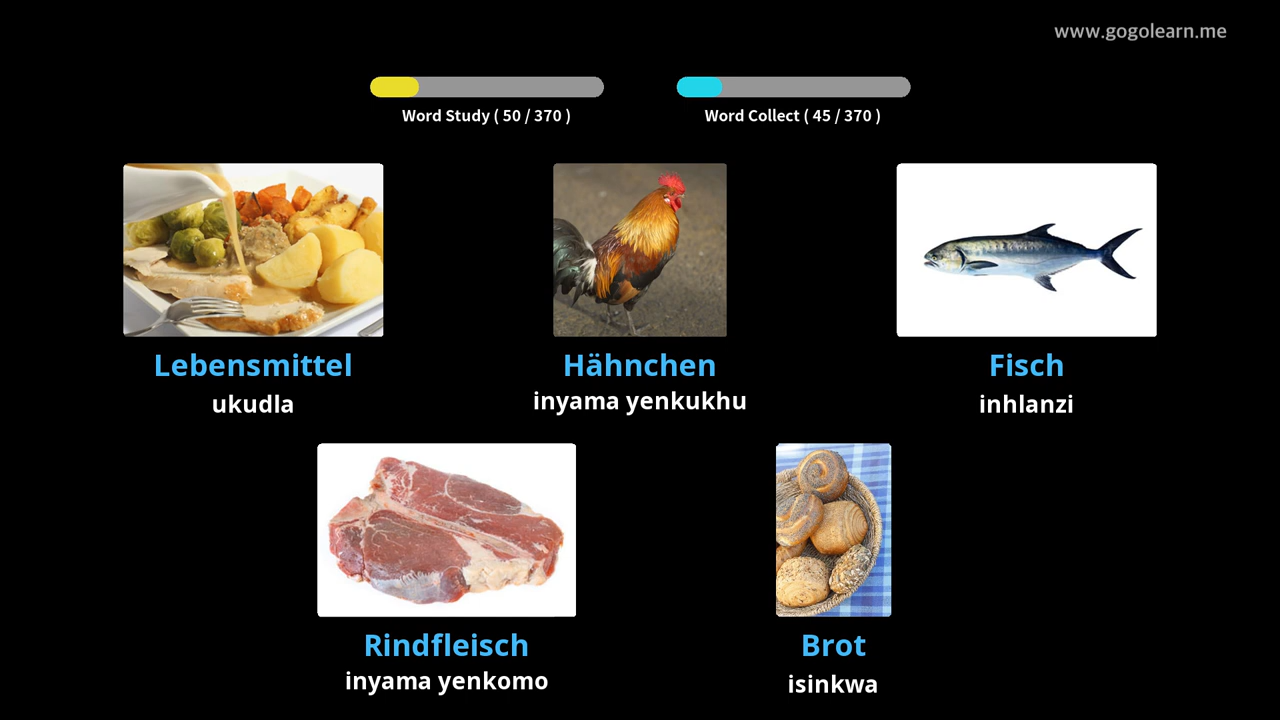 www.gogolearn.me
Word Study ( 50 / 370 )
Word Collect ( 45 / 370 )
Lebensmittel
ukudla
Hähnchen
inyama yenkukhu
Fisch
inhlanzi
Rindfleisch
inyama yenkomo
Brot
isinkwa